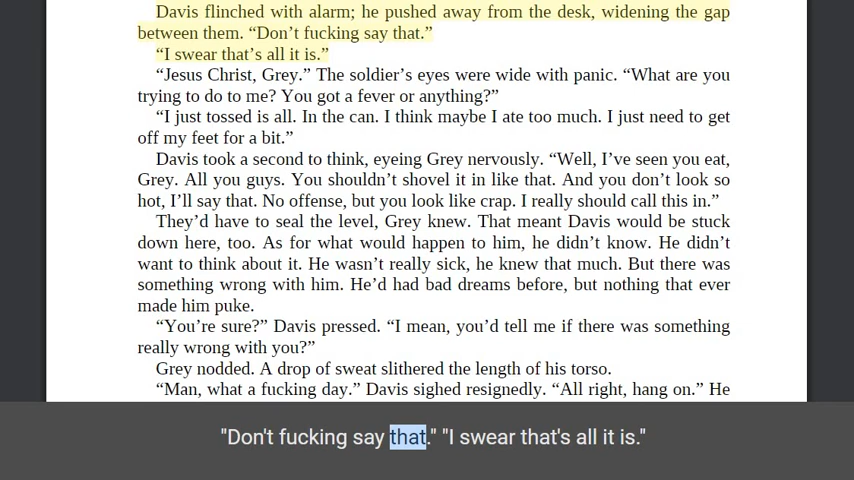 Davis flinched with alarm; he pushed away from the desk, widening the gap
between them. “Don’t fucking say that.”
“I swear that’s all it is.”
“Jesus Christ, Grey.” The soldier’s eyes were wide with panic. “What are you
trying to do to me? You got a fever or anything?”
“I just tossed is all. In the can. I think maybe I ate too much. I just need to get
off my feet for a bit.”
Davis took a second to think, eyeing Grey nervously. “Well, I’ve seen you eat,
Grey. All you guys. You shouldn’t shovel it in like that. And you don’t look so
hot, I’ll say that. No offense, but you look like crap. I really should call this in.”
They’d have to seal the level, Grey knew. That meant Davis would be stuck
down here, too. As for what would happen to him, he didn’t know. He didn’t
want to think about it. He wasn’t really sick, he knew that much. But there was
something wrong with him. He’d had bad dreams before, but nothing that ever
made him puke.
“You’re sure?” Davis pressed. “I mean, you’d tell me if there was something
really wrong with you?”
Grey nodded. A drop of sweat slithered the length of his torso.
“Man, what a fucking day.” Davis sighed resignedly. “All right, hang on.” He
"Don't fucking say that." "I swear that's all it is."